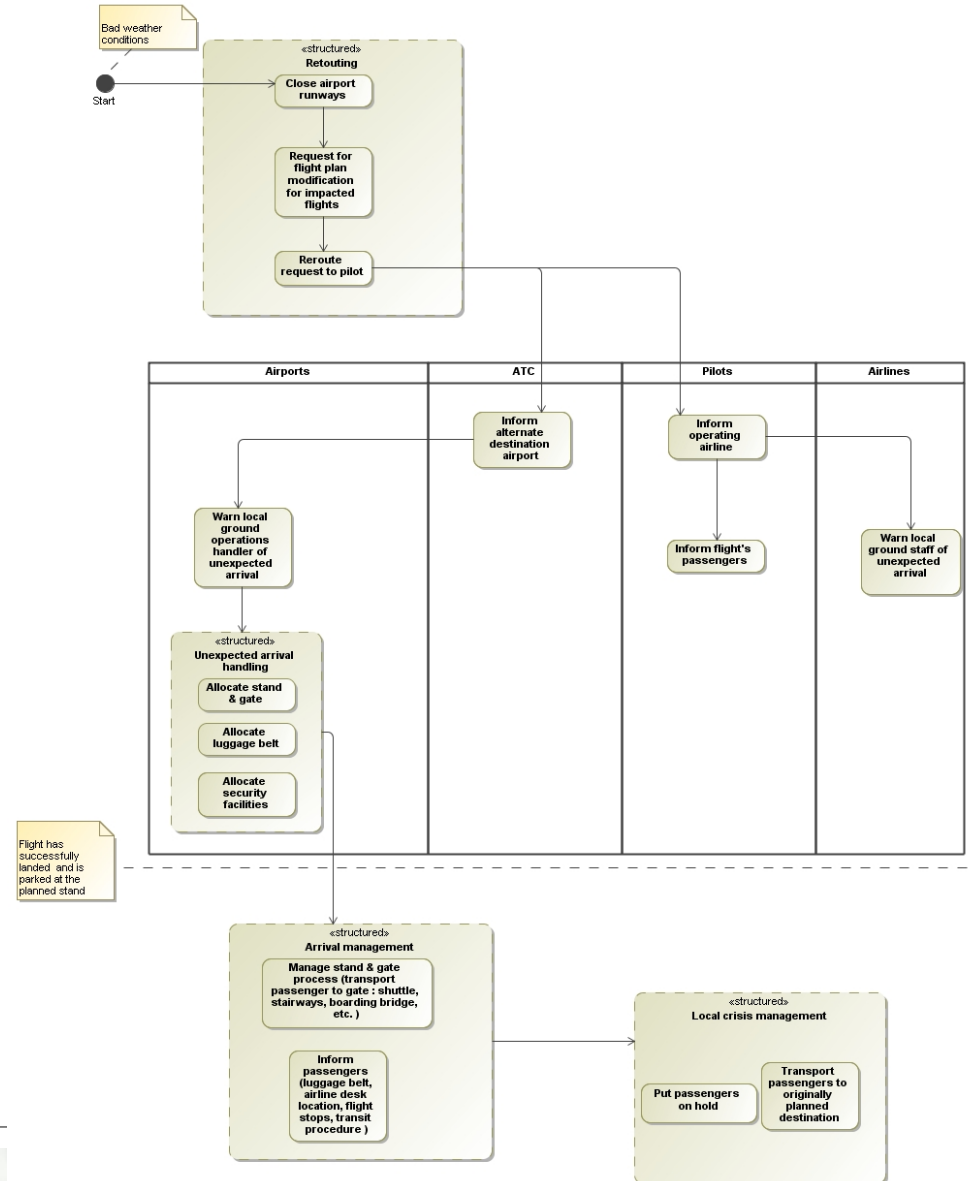 Bad weather
conditions
Start
«structured»
Retouting
Close airport
runways
Request for
flight plan
modification
for impacted
flights
Reroute
request to pilot
Airports
ATC
Pilots
Airlines
Inform
alternate
destination
airport
Inform
operating
airline
Warn local
ground
operations
handler of
unexpected
arrival
Inform flight's
passengers
Warn local
ground staff of
unexpected
arrival
«structured»
Unexpected arrival
handling
Allocate stand
& gate
Allocate
luggage belt
Allocate
security
facilities
Flight has
successfully
landed and is
parked at the
planned stand
«structured»
Arrival management
Manage stand & gate
process (transport
passenger to gate : shuttle,
stairways, boarding bridge,
etc. )
Inform
passengers
(luggage belt,
airline desk
location, flight
stops, transit
procedure )
«structured»
Local crisis management
Put passengers
on hold
Transport
passengers to
originally
planned
destination